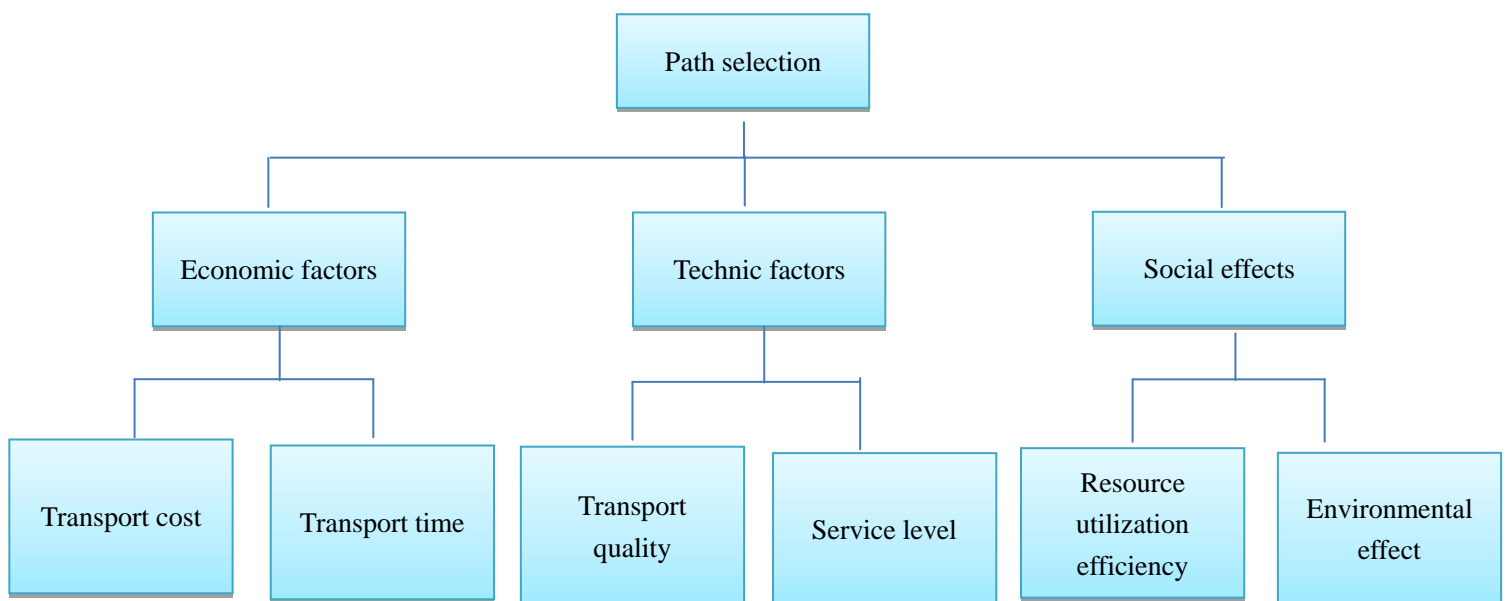 Path selection
Economic factors
Technic factors
Social effects
Transport cost
Transport time
Transport
quality
Service level
Resource
utilization
efficiency
Environmental
effect